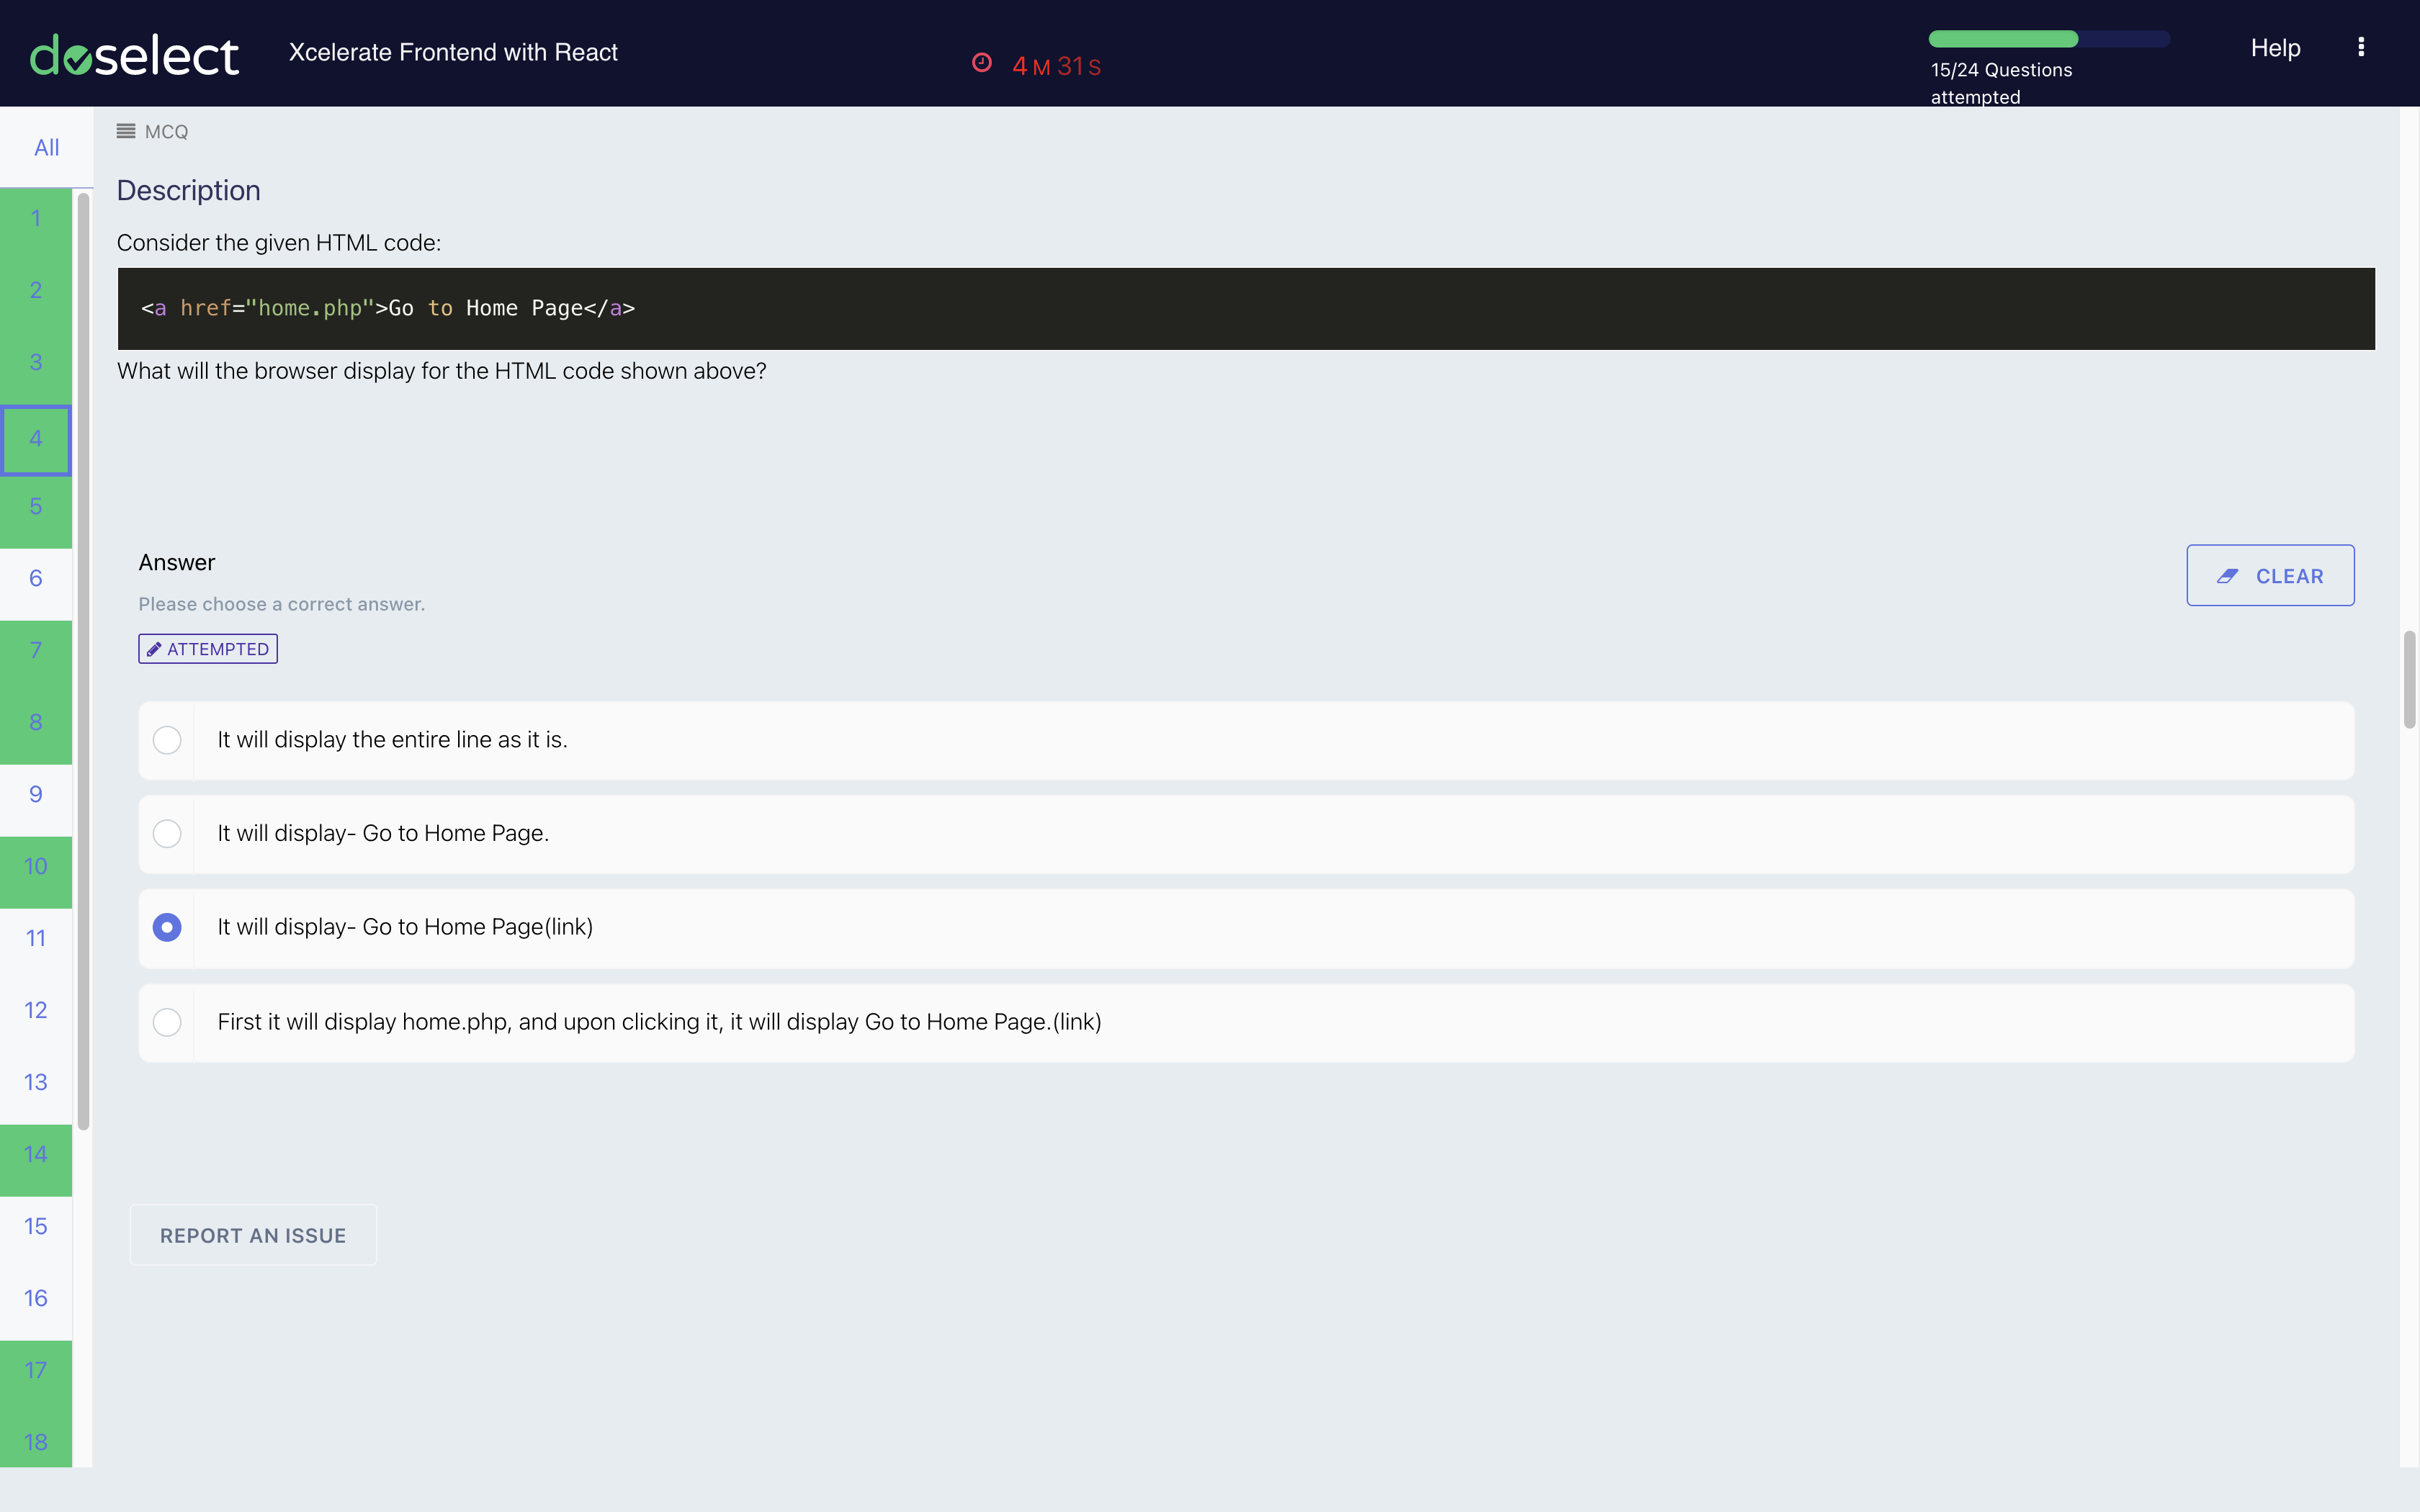 doselect
Xcelerate Frontend with React
4 M 31 S
15/24 Questions
attempted
Help
All
1
2
3
4
5
6
7
8
9
10
11
12
13
14
15
16
17
18
MCQ
Description
Consider the given HTML code:
<a href="home.php">Go to Home Page</a>
What will the browser display for the HTML code shown above?
Answer
Please choose a correct answer.
CLEAR
ATTEMPTED
It will display the entire line as it is.
It will display- Go to Home Page.
It will display- Go to Home Page(link)
First it will display home.php, and upon clicking it, it will display Go to Home Page.(link)
REPORT AN ISSUE